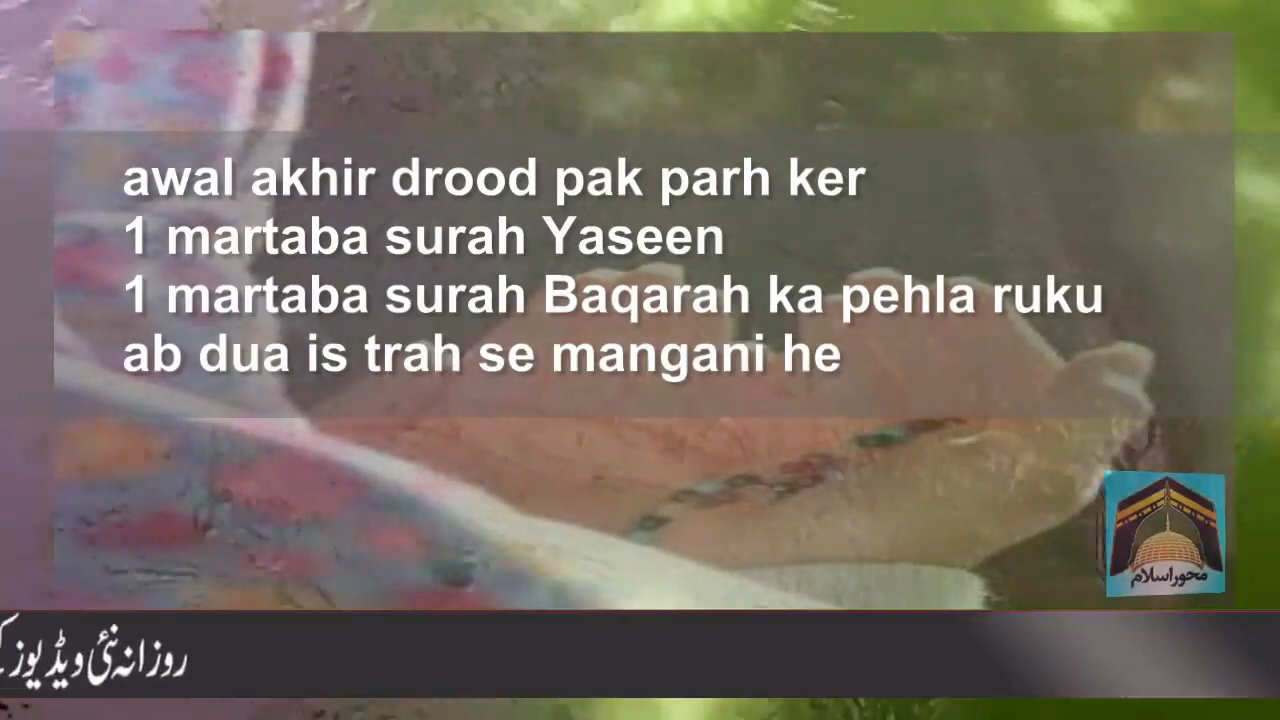 awal akhir drood pak parh ker
1 martaba surah Yaseen
1 martaba surah Baqarah ka pehla ruku
ab dua is trah se mangani he
محور اسلام
روزانہ نئی ویڈیوز